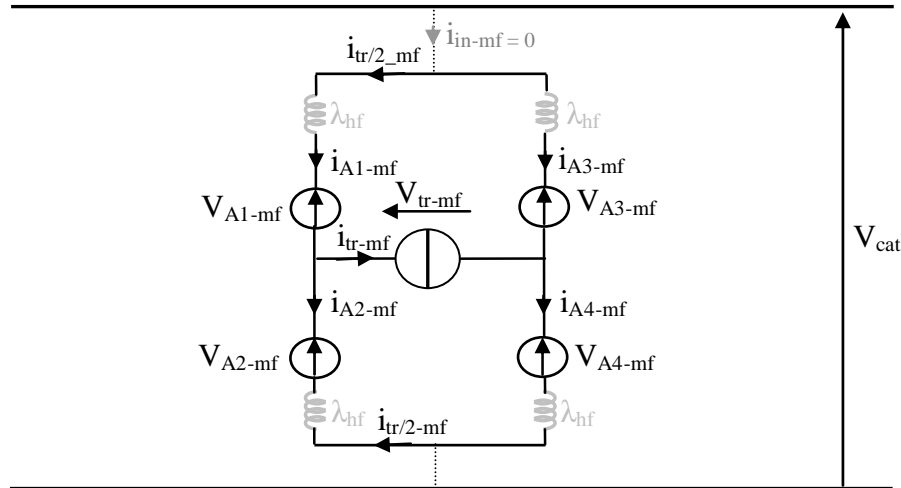 i_in-mf = 0
i_tr/2_mf
λ_hf
λ_hf
i_A1-mf
i_A3-mf
V_tr-mf
V_A1-mf
V_A3-mf
V_cat
i_tr-mf
i_A2-mf
i_A4-mf
V_A2-mf
V_A4-mf
λ_hf
λ_hf
i_tr/2-mf